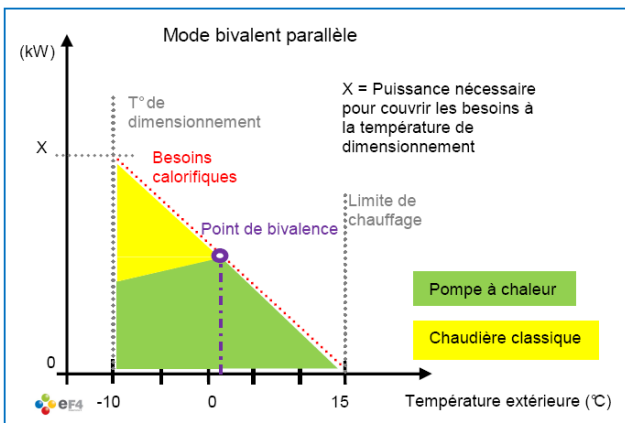 Mode bivalent parallèle
(kW)
X = Puissance nécessaire
pour couvrir les besoins à
la température de
dimensionnement
T° de
dimensionnement
X
Besoins
calorifiques
Limite de
chauffage
Point de bivalence
Pompe à chaleur
Chaudière classique
0
eF4
-10
0
15
Température extérieure (°C)